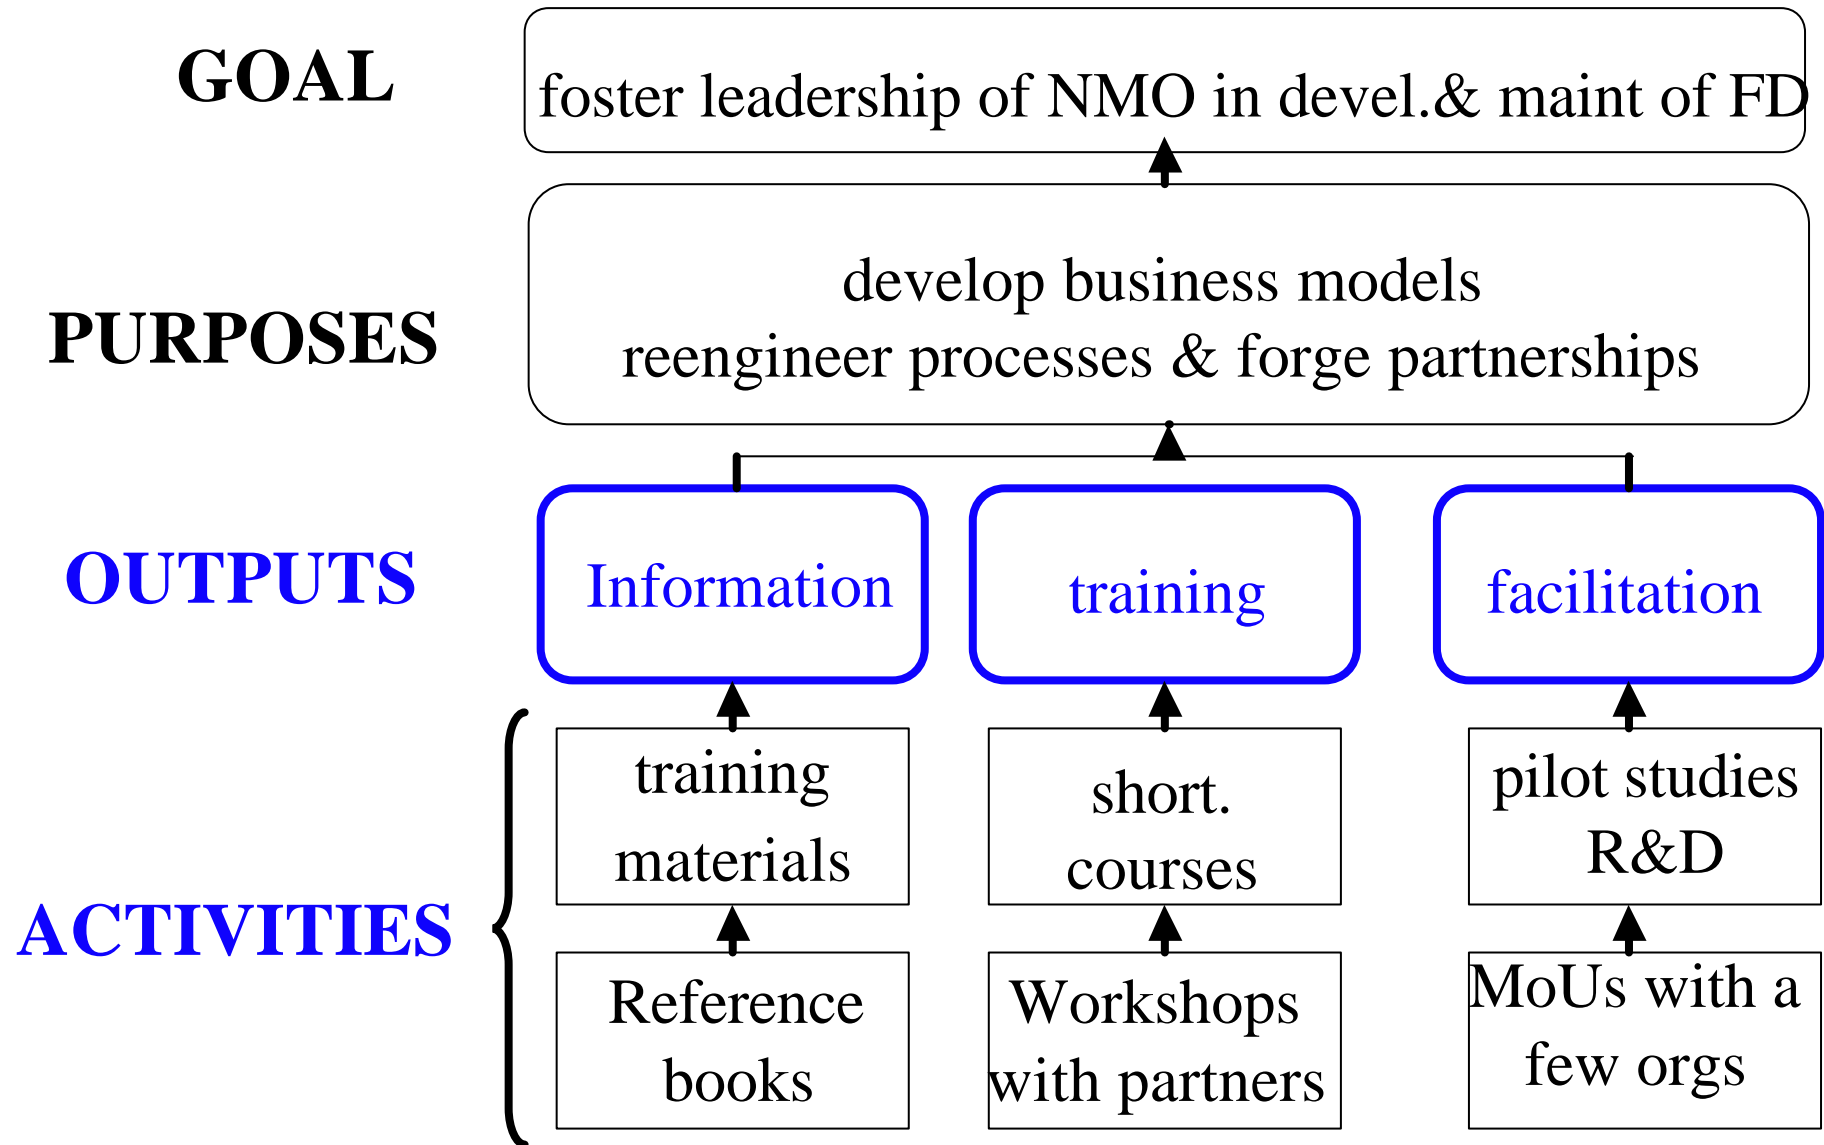 GOAL
foster leadership of NMO in devel.& maint of FD
PURPOSES
develop business models
reengineer processes & forge partnerships
OUTPUTS
Information
training
facilitation
ACTIVITIES
training
materials
short.
courses
pilot studies
R&D
Reference
books
Workshops
with partners
MoUs with a
few orgs